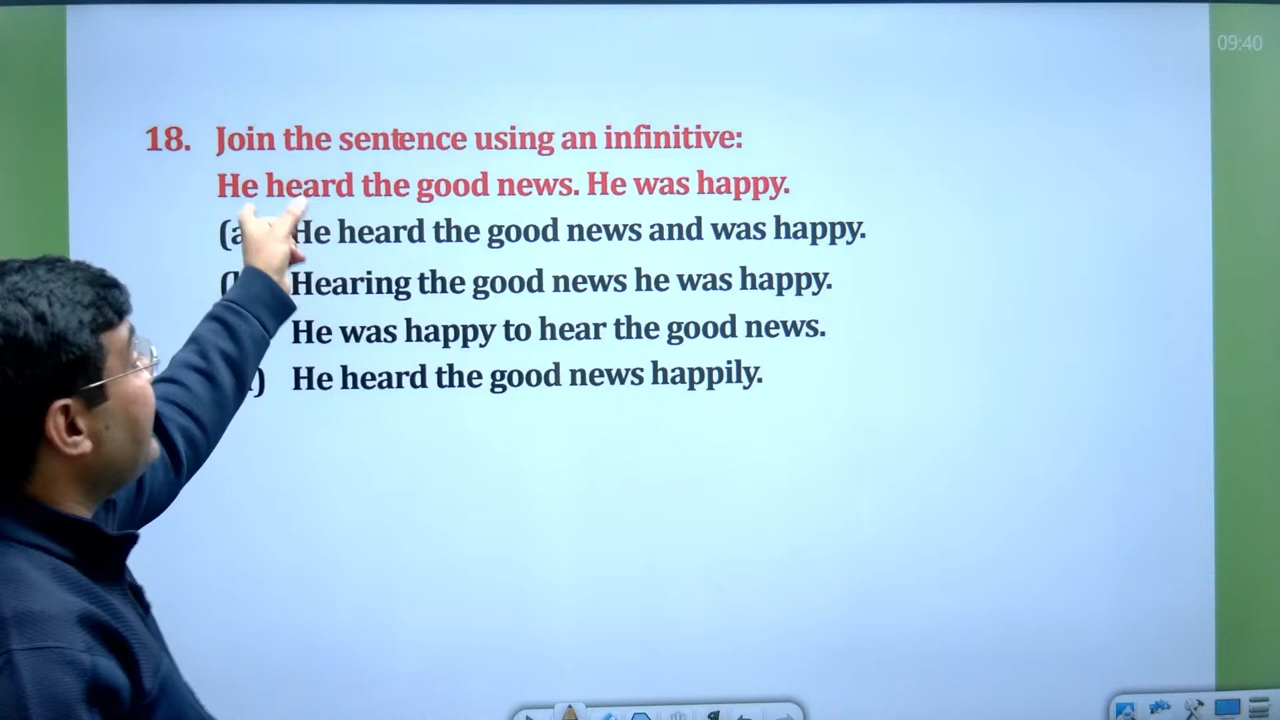 09:40
18. Join the sentence using an infinitive:
He heard the good news. He was happy.
(a He heard the good news and was happy.
( Hearing the good news he was happy.
He was happy to hear the good news.
) He heard the good news happily.